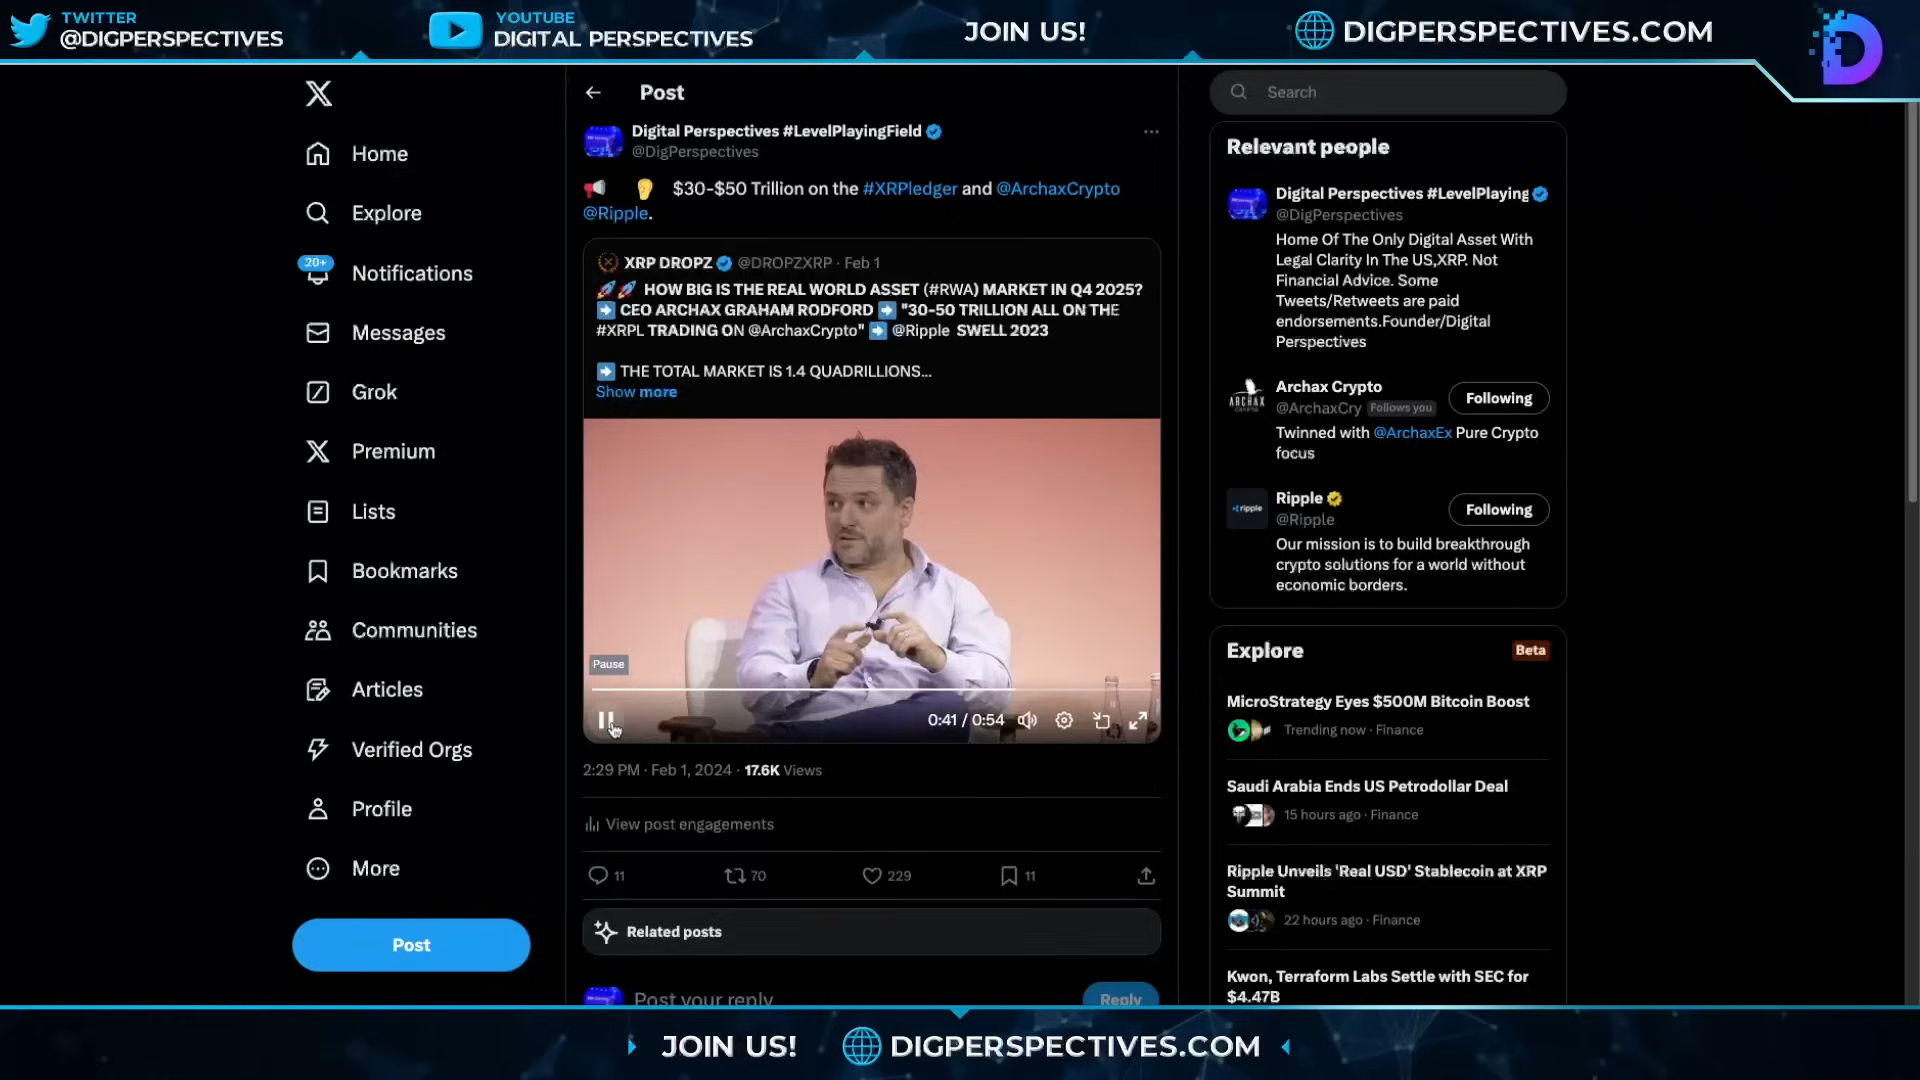 TWITTER
@DIGPERSPECTIVES
YOUTUBE
DIGITAL PERSPECTIVES
JOIN US!
DIGPERSPECTIVES.COM
Home
Explore
20+
Notifications
Messages
Grok
Premium
Lists
Bookmarks
Communities
Articles
Verified Orgs
Profile
More
Post
Post
Digital Perspectives #LevelPlayingField
@DigPerspectives
$30-$50 Trillion on the #XRPledger and @ArchaxCrypto
@Ripple.
XRP DROPZ @DROPZXRP · Feb 1
HOW BIG IS THE REAL WORLD ASSET (#RWA) MARKET IN Q4 2025?
CEO ARCHAX GRAHAM RODFORD "30-50 TRILLION ALL ON THE
#XRPL TRADING ON @ArchaxCrypto" @Ripple SWELL 2023
THE TOTAL MARKET IS 1.4 QUADRILLIONS...
Show more
Pause
0:41 / 0:54
2:29 PM · Feb 1, 2024 · 17.6K Views
View post engagements
11 70 229 11
Related posts
Post your reply
Reply
Search
Relevant people
Digital Perspectives #LevelPlaying
@DigPerspectives
Home Of The Only Digital Asset With
Legal Clarity In The US,XRP. Not
Financial Advice. Some
Tweets/Retweets are paid
endorsements.Founder/Digital
Perspectives
Archax Crypto
@ArchaxCry Follows you
Following
Twinned with @ArchaxEx Pure Crypto
focus
Ripple
@Ripple
Following
Our mission is to build breakthrough
crypto solutions for a world without
economic borders.
Explore
Beta
MicroStrategy Eyes $500M Bitcoin Boost
Trending now · Finance
Saudi Arabia Ends US Petrodollar Deal
15 hours ago · Finance
Ripple Unveils 'Real USD' Stablecoin at XRP
Summit
22 hours ago · Finance
Kwon, Terraform Labs Settle with SEC for
$4.47B
JOIN US!
DIGPERSPECTIVES.COM